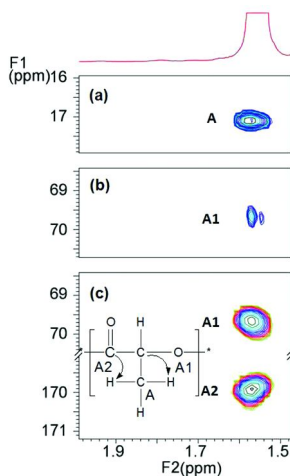 F1
(ppm)
16
(a)
A
17
(b)
69
A1
70
(c)
69
A1
70
O
H
C
C
O
*
*
A2
A1
H
C
H
A
H
A2
170
171
1.9
1.7
1.5
F2(ppm)